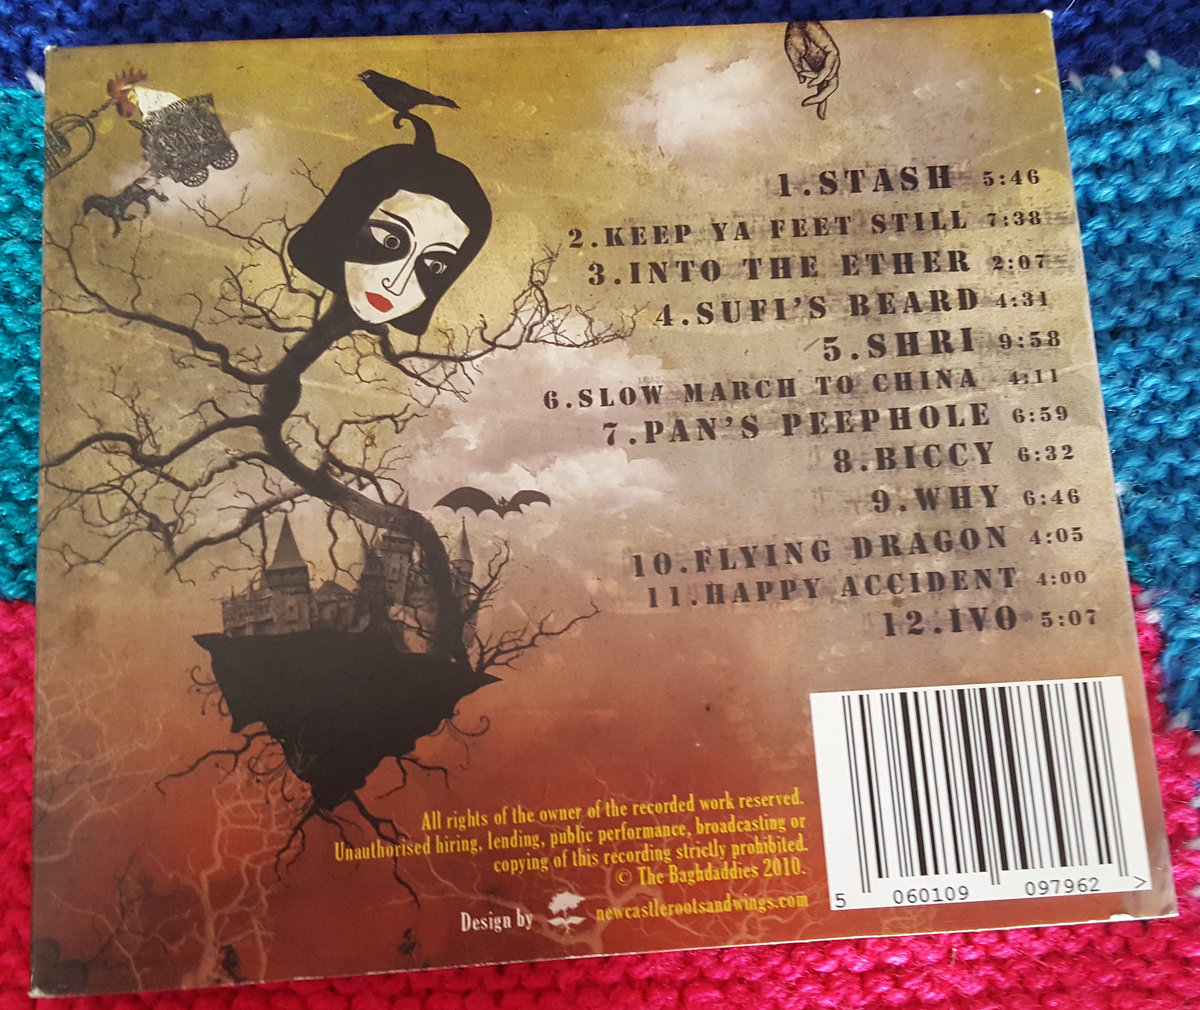 1.STASH 5:46
2.KEEP YA FEET STILL 7:38
3.INTO THE ETHER 2:07
4.SUFI'S BEARD 4:31
5.SHRI 9:58
6.SLOW MARCH TO CHINA 4:11
7.PAN'S PEEPHOLE 6:59
8.BICCY 6:32
9.WHY 6:46
10.FLYING DRAGON 4:05
11.HAPPY ACCIDENT 4:00
12.IVO 5:07
All rights of the owner of the recorded work reserved.
Unauthorised hiring, lending, public performance, broadcasting or
copying of this recording strictly prohibited.
© The Baghdaddies 2010.
Design by newcastlerootsandwings.com
5 060109 097962 >